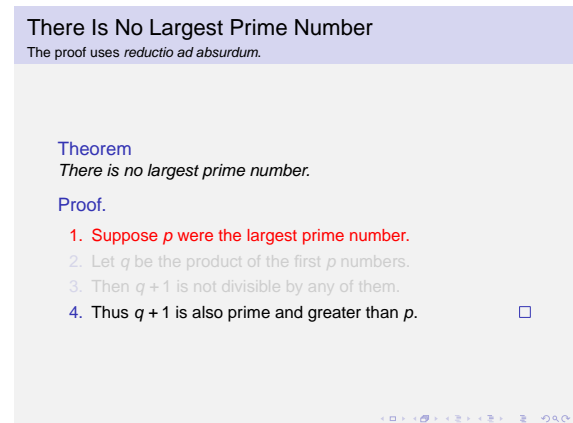 There Is No Largest Prime Number
The proof uses reductio ad absurdum.
Theorem
There is no largest prime number.
Proof.
1. Suppose p were the largest prime number.
2. Let q be the product of the first p numbers.
3. Then q + 1 is not divisible by any of them.
4. Thus q + 1 is also prime and greater than p.